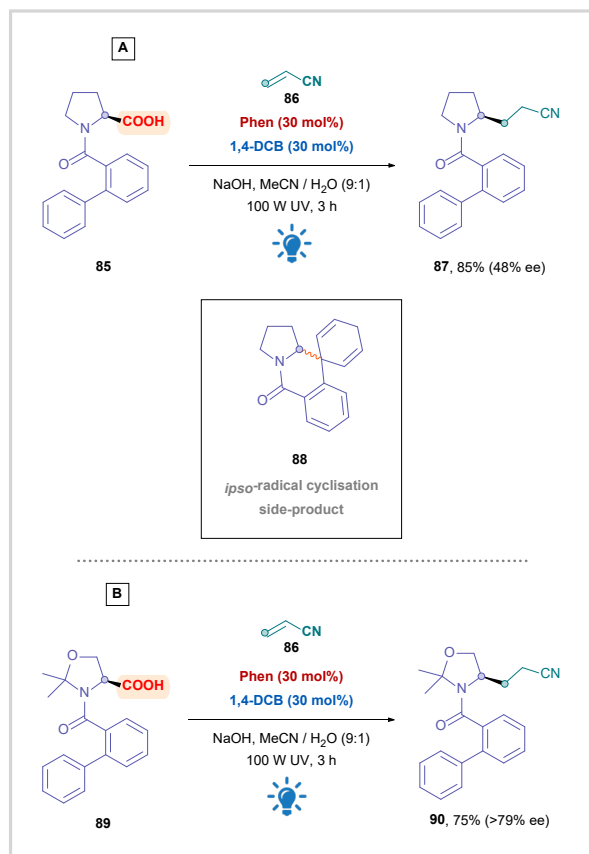 A
CN
86
Phen (30 mol%)
1,4-DCB (30 mol%)
NaOH, MeCN / H₂O (9:1)
100 W UV, 3 h
N
COOH
O
85
CN
N
O
87, 85% (48% ee)
N
O
88
ipso-radical cyclisation
side-product
B
CN
86
Phen (30 mol%)
1,4-DCB (30 mol%)
NaOH, MeCN / H₂O (9:1)
100 W UV, 3 h
O
COOH
N
O
89
O
CN
N
O
90, 75% (>79% ee)